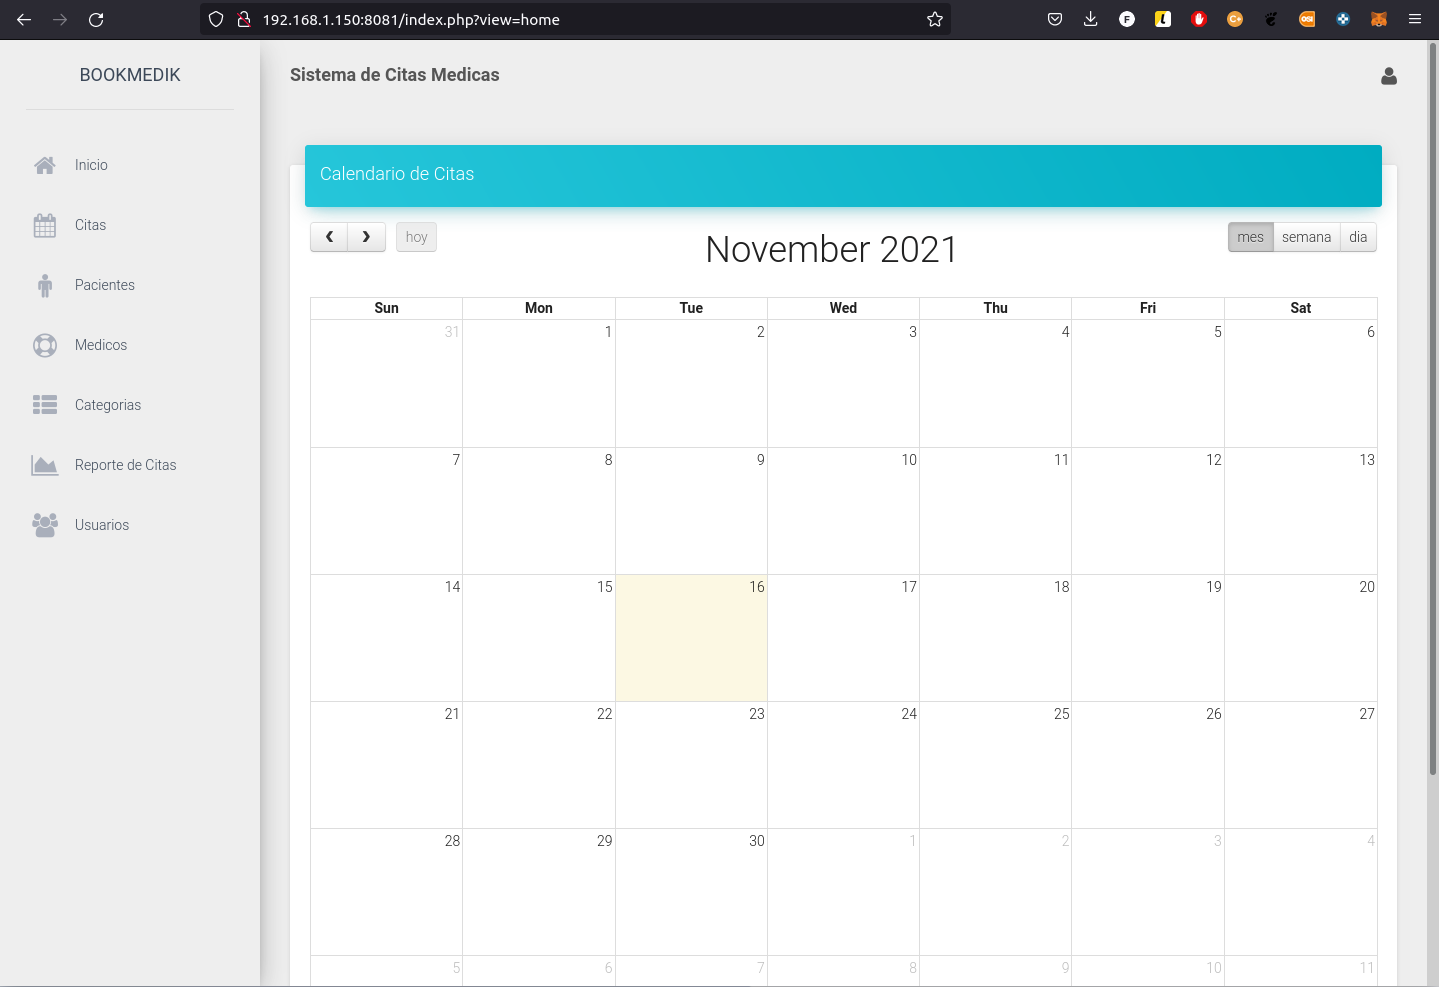 192.168.1.150:8081/index.php?view=home
BOOKMEDIK
Inicio
Citas
Pacientes
Medicos
Categorias
Reporte de Citas
Usuarios
Sistema de Citas Medicas
Calendario de Citas
hoy
November 2021
mes semana dia
Sun Mon Tue Wed Thu Fri Sat
31 1 2 3 4 5 6
7 8 9 10 11 12 13
14 15 16 17 18 19 20
21 22 23 24 25 26 27
28 29 30 1 2 3 4
5 6 7 8 9 10 11